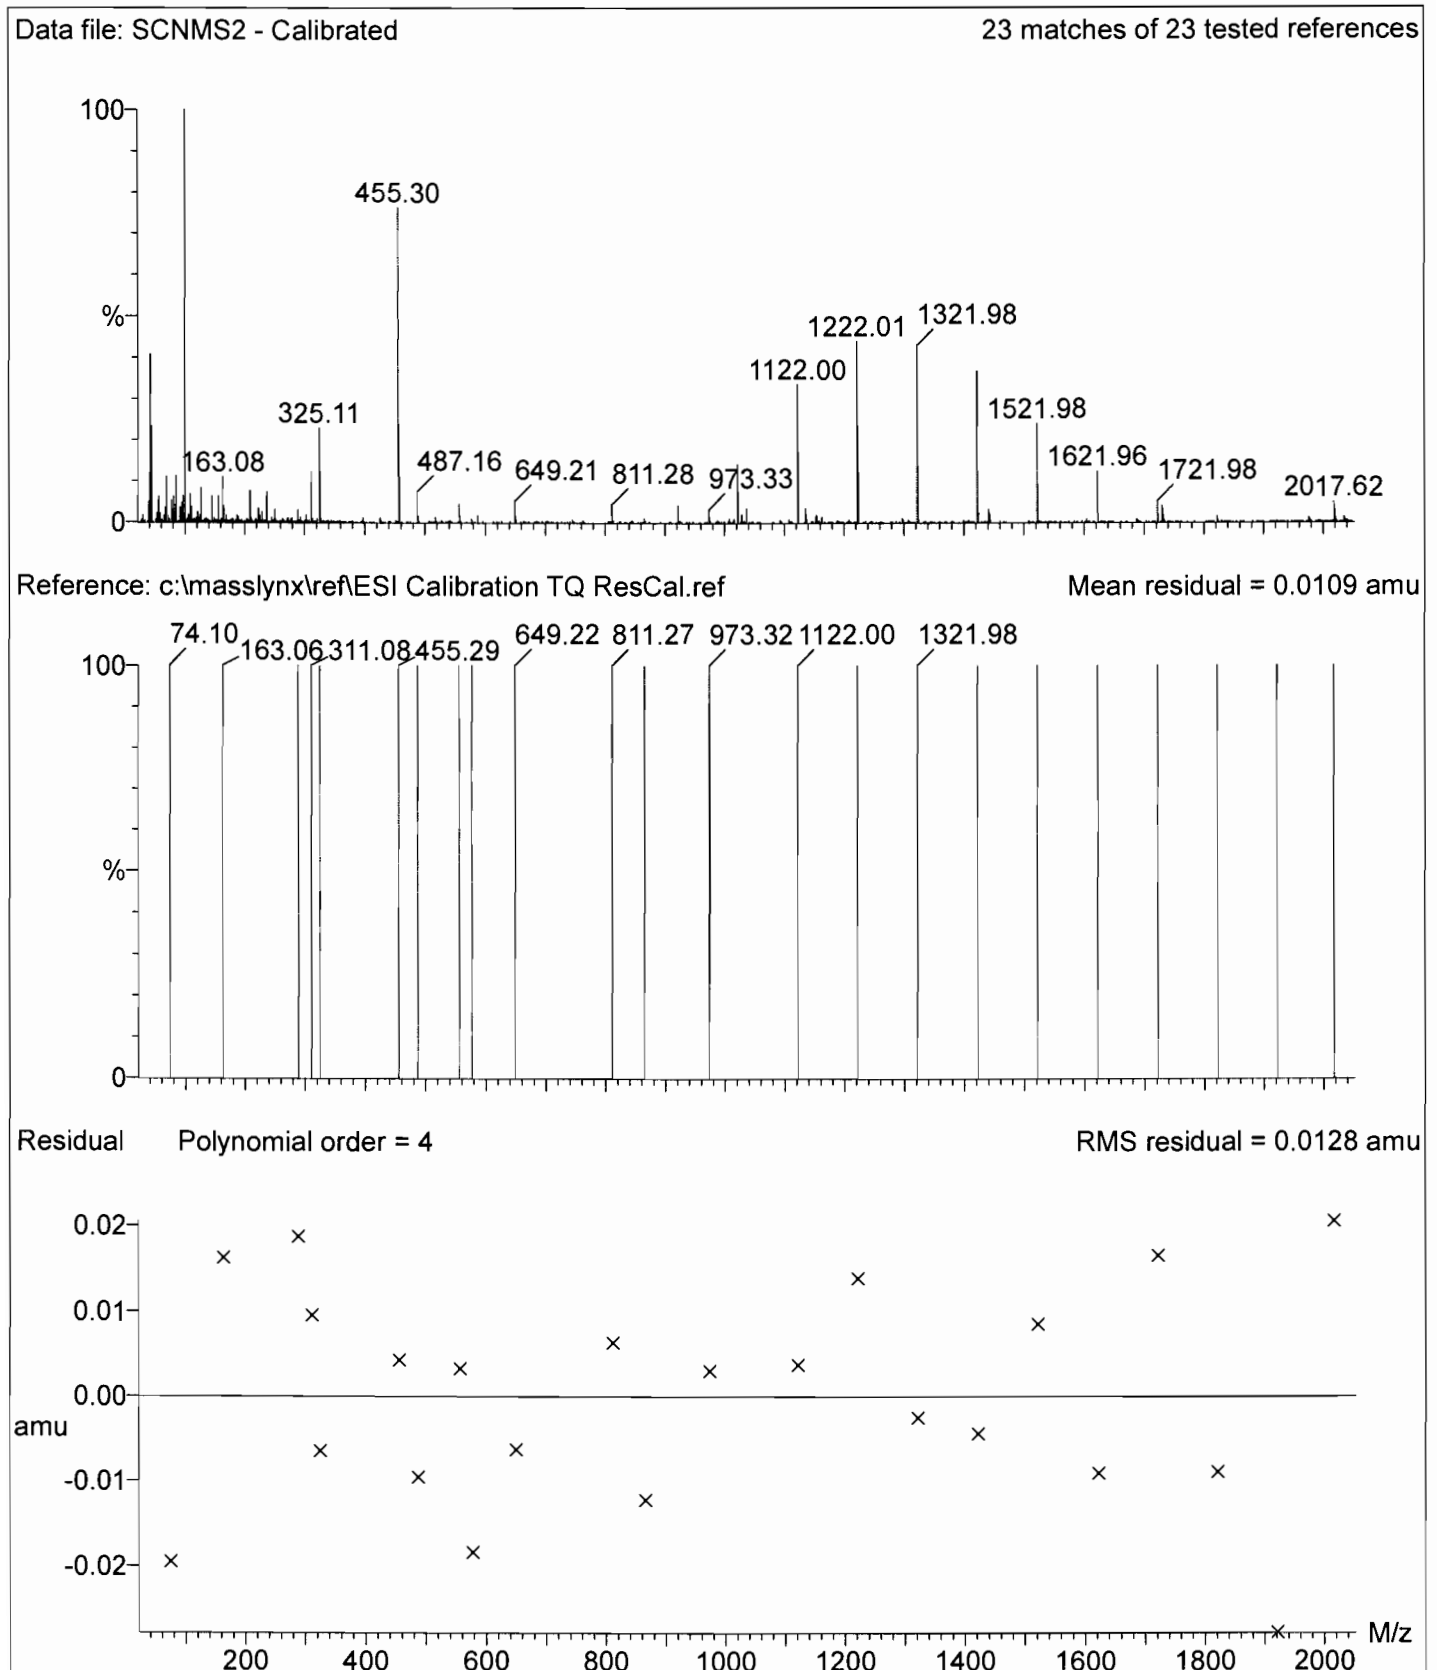 Data file: SCNMS2 - Calibrated 23 matches of 23 tested references
100
455.30
%
1222.01 1321.98
1122.00
325.11
1521.98
163.08 487.16 649.21 811.28 973.33 1621.96 1721.98 2017.62
0
Reference: c:\masslynx\ref\ESI Calibration TQ ResCal.ref Mean residual = 0.0109 amu
74.10 163.06 311.08 455.29 649.22 811.27 973.32 1122.00 1321.98
100
%
0
Residual Polynomial order = 4 RMS residual = 0.0128 amu
0.02
0.01
0.00
amu
-0.01
-0.02
M/z
200 400 600 800 1000 1200 1400 1600 1800 2000